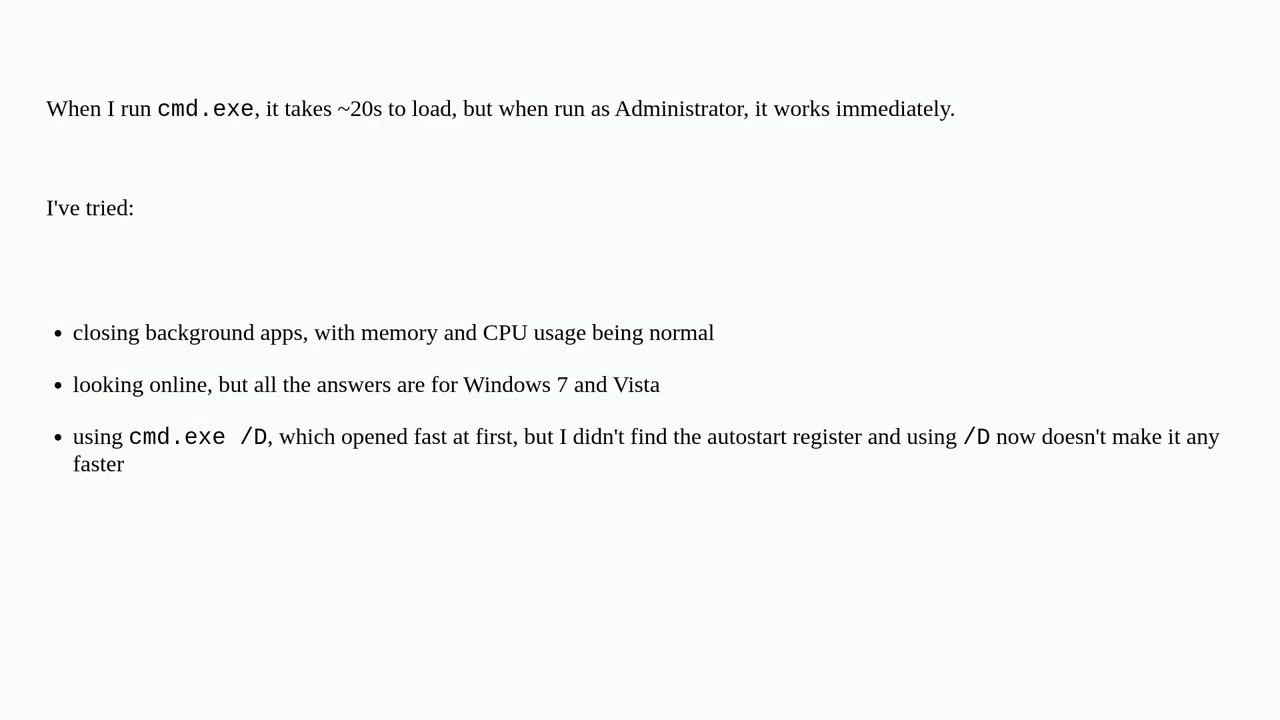 When I run cmd.exe, it takes ~20s to load, but when run as Administrator, it works immediately.
I've tried:
• closing background apps, with memory and CPU usage being normal
• looking online, but all the answers are for Windows 7 and Vista
• using cmd.exe /D, which opened fast at first, but I didn't find the autostart register and using /D now doesn't make it any
faster